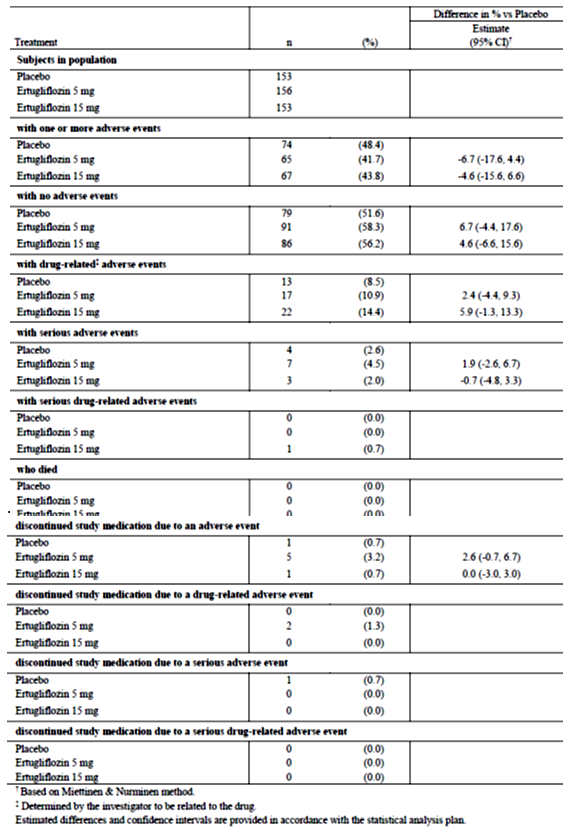 Difference in % vs Placebo
Estimate
Treatment n (%) (95% CI)†
Subjects in population
Placebo 153
Ertugliflozin 5 mg 156
Ertugliflozin 15 mg 153
with one or more adverse events
Placebo 74 (48.4)
Ertugliflozin 5 mg 65 (41.7) -6.7 (-17.6, 4.4)
Ertugliflozin 15 mg 67 (43.8) -4.6 (-15.6, 6.6)
with no adverse events
Placebo 79 (51.6)
Ertugliflozin 5 mg 91 (58.3) 6.7 (-4.4, 17.6)
Ertugliflozin 15 mg 86 (56.2) 4.6 (-6.6, 15.6)
with drug-related‡ adverse events
Placebo 13 (8.5)
Ertugliflozin 5 mg 17 (10.9) 2.4 (-4.4, 9.3)
Ertugliflozin 15 mg 22 (14.4) 5.9 (-1.3, 13.3)
with serious adverse events
Placebo 4 (2.6)
Ertugliflozin 5 mg 7 (4.5) 1.9 (-2.6, 6.7)
Ertugliflozin 15 mg 3 (2.0) -0.7 (-4.8, 3.3)
with serious drug-related adverse events
Placebo 0 (0.0)
Ertugliflozin 5 mg 0 (0.0)
Ertugliflozin 15 mg 1 (0.7)
who died
Placebo 0 (0.0)
Ertugliflozin 5 mg 0 (0.0)
Ertugliflozin 15 mg 0 (0.0)
discontinued study medication due to an adverse event
Placebo 1 (0.7)
Ertugliflozin 5 mg 5 (3.2) 2.6 (-0.7, 6.7)
Ertugliflozin 15 mg 1 (0.7) 0.0 (-3.0, 3.0)
discontinued study medication due to a drug-related adverse event
Placebo 0 (0.0)
Ertugliflozin 5 mg 2 (1.3)
Ertugliflozin 15 mg 0 (0.0)
discontinued study medication due to a serious adverse event
Placebo 1 (0.7)
Ertugliflozin 5 mg 0 (0.0)
Ertugliflozin 15 mg 0 (0.0)
discontinued study medication due to a serious drug-related adverse event
Placebo 0 (0.0)
Ertugliflozin 5 mg 0 (0.0)
Ertugliflozin 15 mg 0 (0.0)
† Based on Miettinen & Nurminen method.
‡ Determined by the investigator to be related to the drug.
Estimated differences and confidence intervals are provided in accordance with the statistical analysis plan.